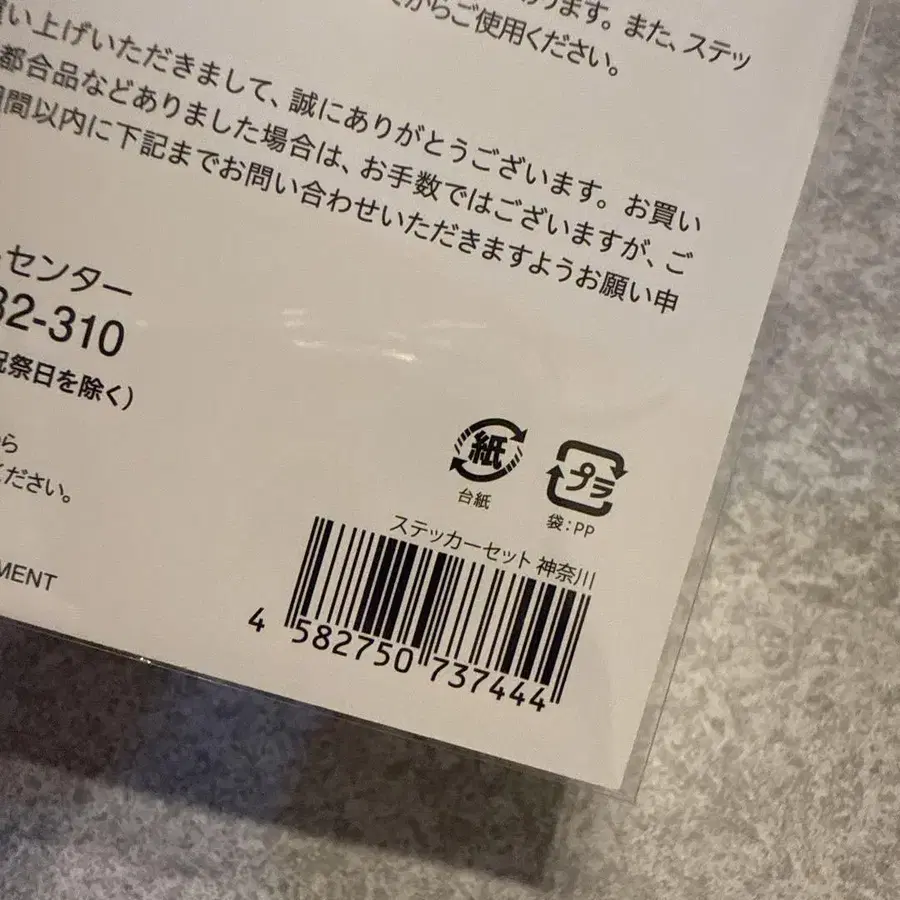 ります。また、ステッ
てからご使用ください。
い上げいただきまして、誠にありがとうございます。お買い
都合品などありました場合は、お手数ではございますが、ご
間以内に下記までお問い合わせいただきますようお願い申
センター
32-310
祝祭日を除く)
ら
ください。
MENT
紙
台紙
プラ
袋:PP
ステッカーセット 神奈川
4 582750 737444